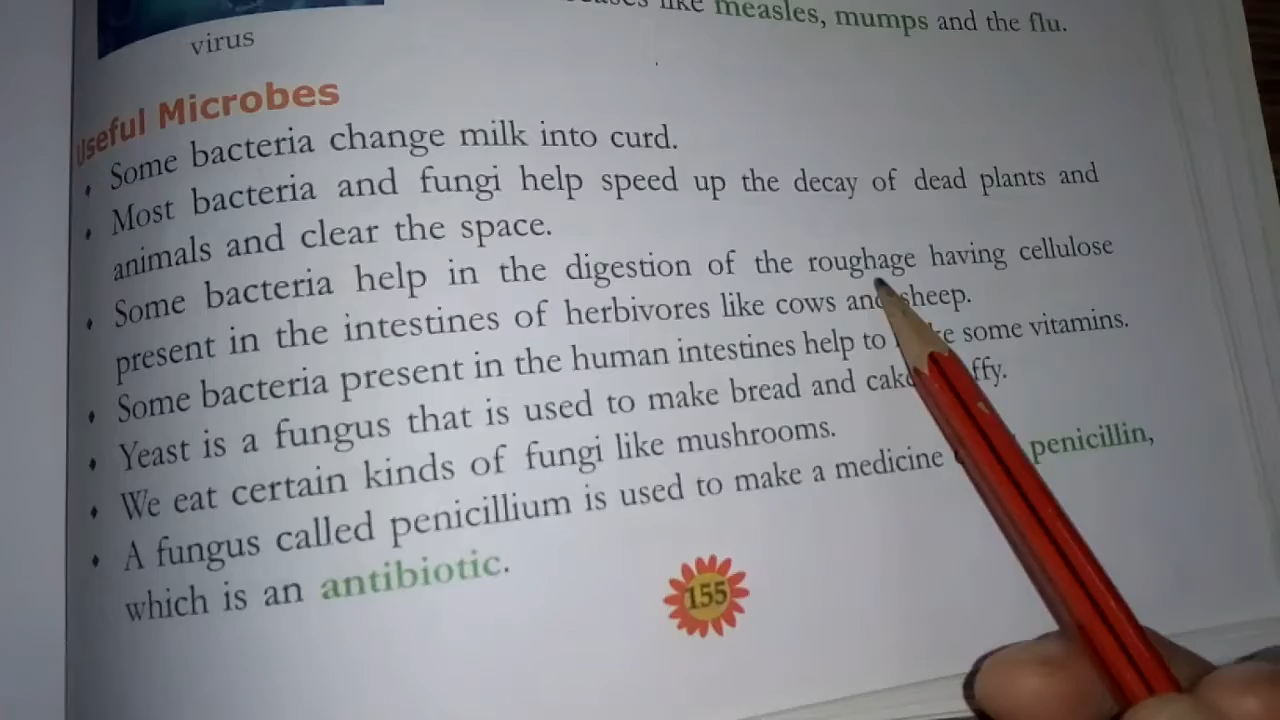 like measles, mumps and the flu.
virus
Useful Microbes
• Some bacteria change milk into curd.
• Most bacteria and fungi help speed up the decay of dead plants and
animals and clear the space.
• Some bacteria help in the digestion of the roughage having cellulose
present in the intestines of herbivores like cows and sheep.
• Some bacteria present in the human intestines help to some vitamins.
• Yeast is a fungus that is used to make bread and
• We eat certain kinds of fungi like mushrooms.
• A fungus called penicillium is used to make a medicine penicillin,
which is an antibiotic.
155